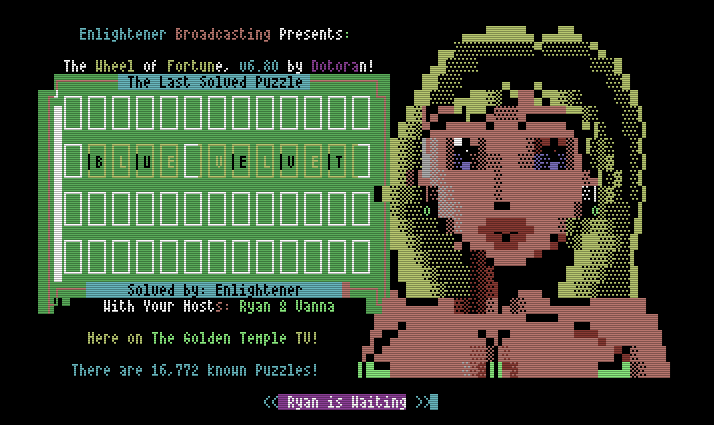 Enlightener Broadcasting Presents:
The Wheel of Fortune, v6.80 by Dotoran!
The Last Solved Puzzle
BLUE VELVET
Solved by: Enlightener
With Your Hosts: Ryan & Vanna
Here on The Golden Temple TV!
There are 16,772 known Puzzles!
<< Ryan is Waiting >>